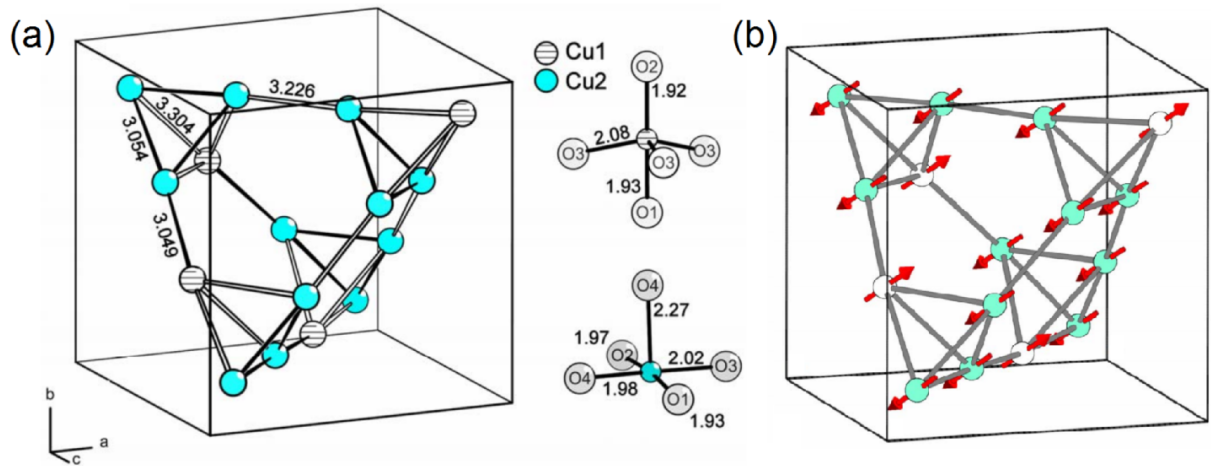 (a)
3.226
3.304
3.054
3.049
b
a
c
Cu1
Cu2
O2
1.92
2.08
O3
O3
O3
1.93
O1
O4
2.27
1.97
O2
2.02
O3
O4
1.98
O1
1.93
(b)